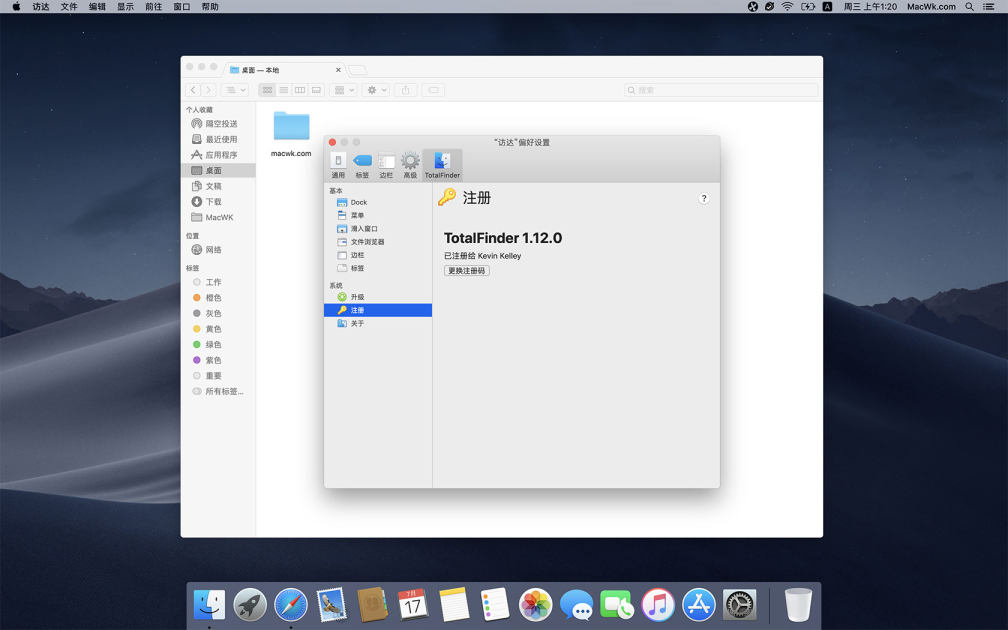 访达 文件 编辑 显示 前往 窗口 帮助
A 周三 上午1:20 MacWk.com
桌面 — 本地
搜索
个人收藏
隔空投送
最近使用
应用程序
桌面
文稿
下载
MacWK
位置
网络
标签
工作
橙色
灰色
黄色
绿色
紫色
重要
所有标签...
macwk.com
“访达”偏好设置
通用 标签 边栏 高级 TotalFinder
基本
Dock
菜单
滑入窗口
文件浏览器
边栏
标签
系统
升级
注册
关于
注册
?
TotalFinder 1.12.0
已注册给 Kevin Kelley
更换注册码
7月
17